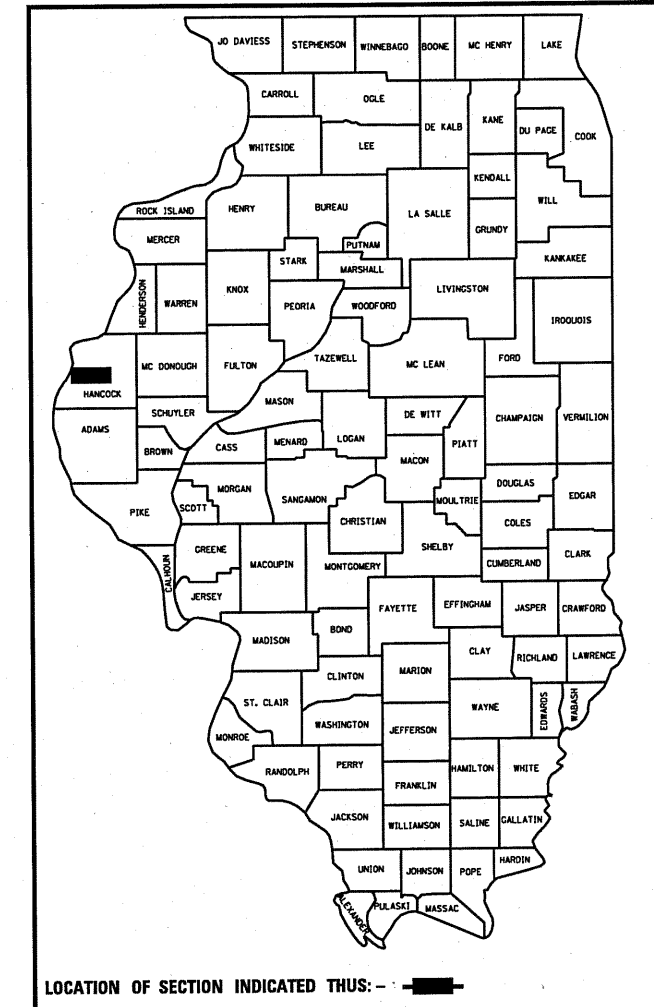 JO DAVIESS STEPHENSON WINNEBAGO BOONE MC HENRY LAKE
CARROLL OGLE DE KALB KANE DU PAGE COOK
WHITESIDE LEE
KENDALL
ROCK ISLAND HENRY BUREAU LA SALLE GRUNDY WILL
MERCER PUTNAM
STARK MARSHALL KANKAKEE
HENDERSON WARREN KNOX PEORIA WOODFORD LIVINGSTON IROQUOIS
HANCOCK MC DONOUGH FULTON TAZEWELL MC LEAN FORD
ADAMS SCHUYLER MASON DE WITT CHAMPAIGN VERMILION
BROWN CASS MENARD LOGAN MACON PIATT
PIKE SCOTT MORGAN SANGAMON MOULTRIE DOUGLAS EDGAR
CHRISTIAN COLES
CALHOUN GREENE MACOUPIN MONTGOMERY SHELBY CUMBERLAND CLARK
JERSEY FAYETTE EFFINGHAM JASPER CRAWFORD
MADISON BOND
CLAY RICHLAND LAWRENCE
CLINTON MARION
ST. CLAIR WAYNE EDWARDS WABASH
MONROE WASHINGTON JEFFERSON
RANDOLPH PERRY HAMILTON WHITE
FRANKLIN
JACKSON WILLIAMSON SALINE GALLATIN
UNION JOHNSON POPE HARDIN
ALEXANDER PULASKI MASSAC
LOCATION OF SECTION INDICATED THUS: -